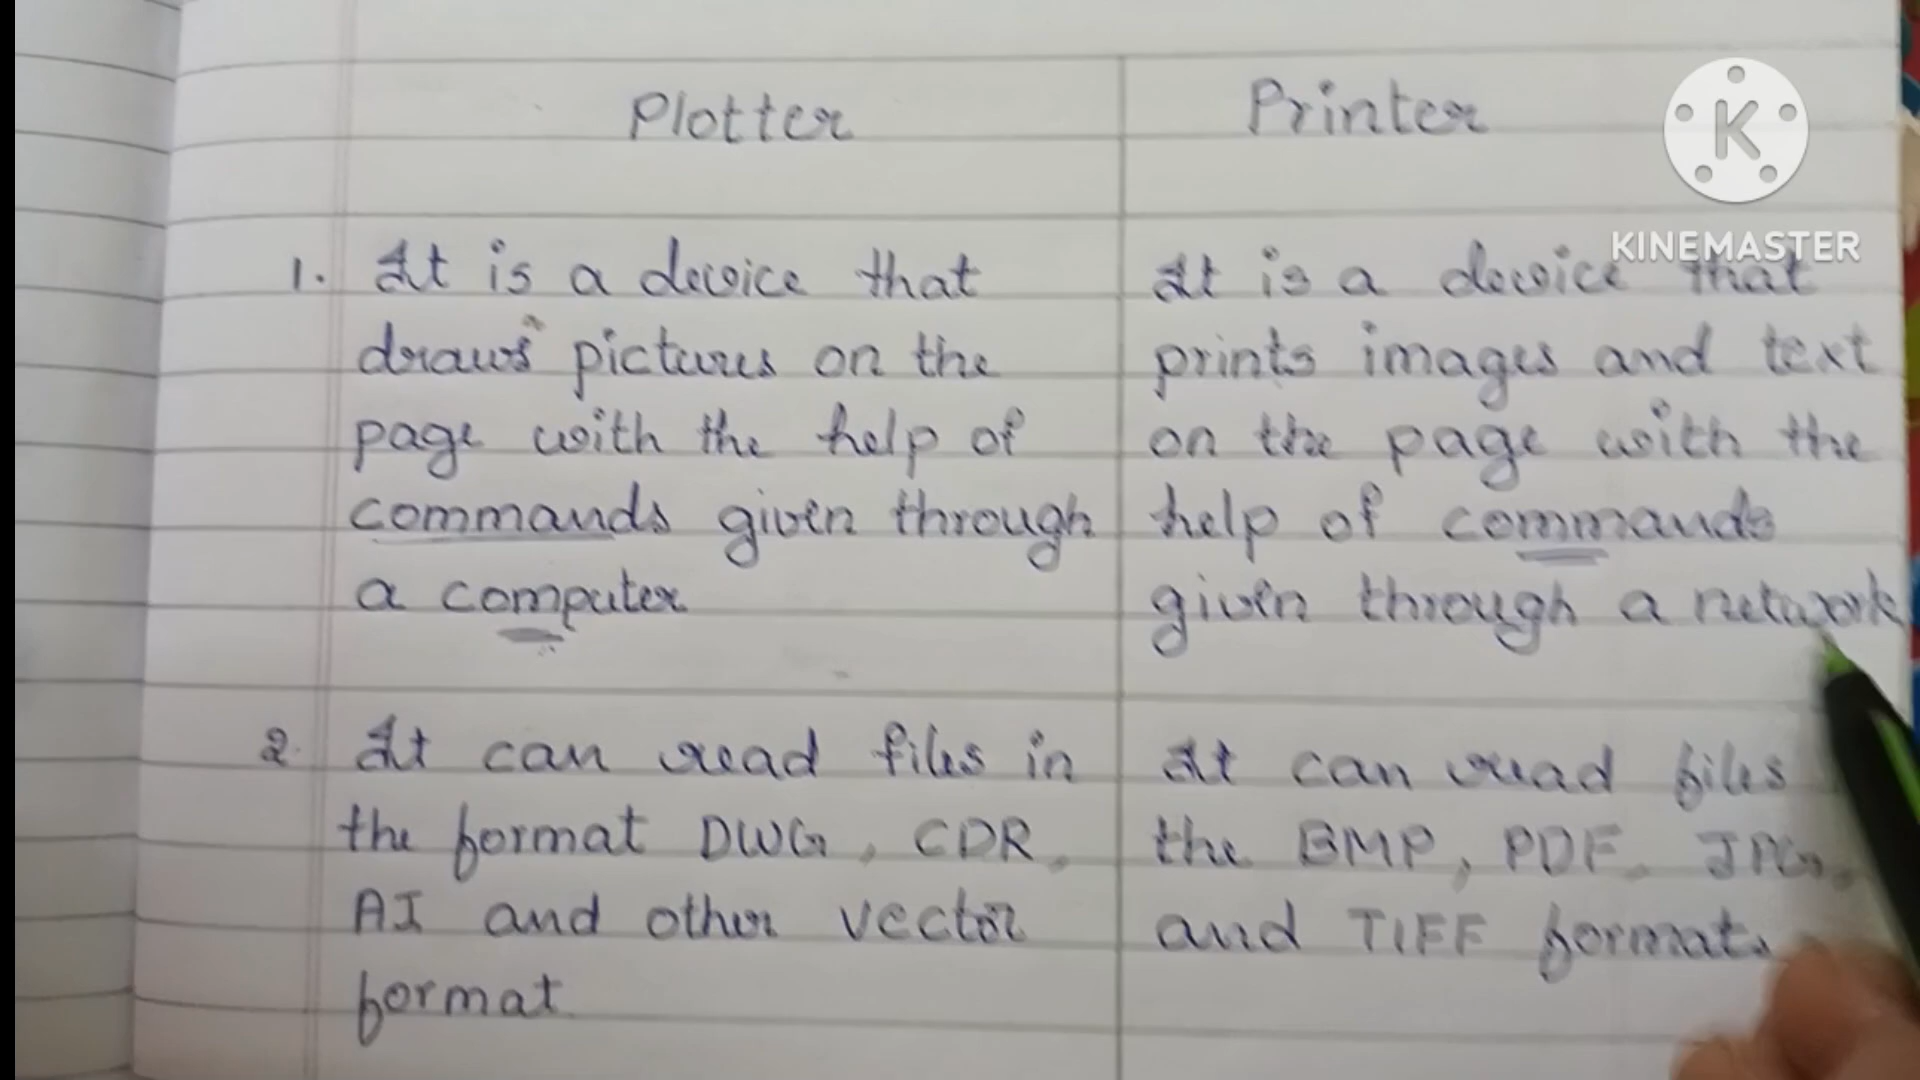 Plotter
Printer
K
KINEMASTER
1. It is a device that
draws pictures on the
page with the help of
commands given through
a computer
It is a device that
prints images and text
on the page with the
help of commands
given through a network
2. It can read files in
the format DWG, CDR,
AI and other vector
format
It can read files
the BMP, PDF, JPG,
and TIFF format.